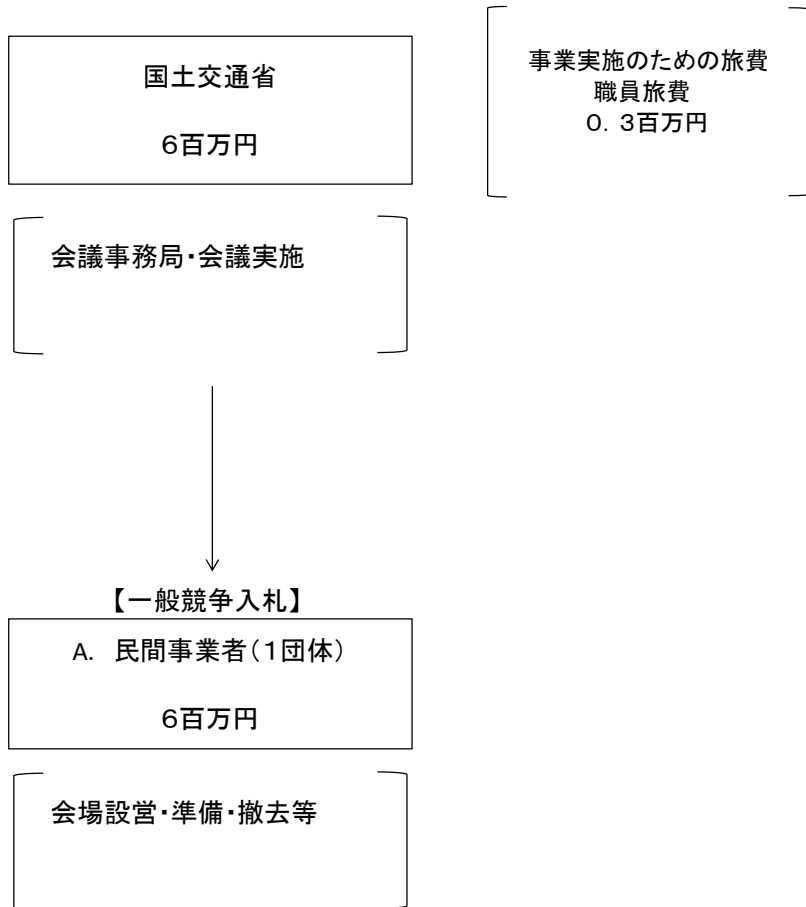 国土交通省
6百万円
事業実施のための旅費
職員旅費
０．３百万円
会議事務局・会議実施
【一般競争入札】
A. 民間事業者（１団体）
6百万円
会場設営・準備・撤去等